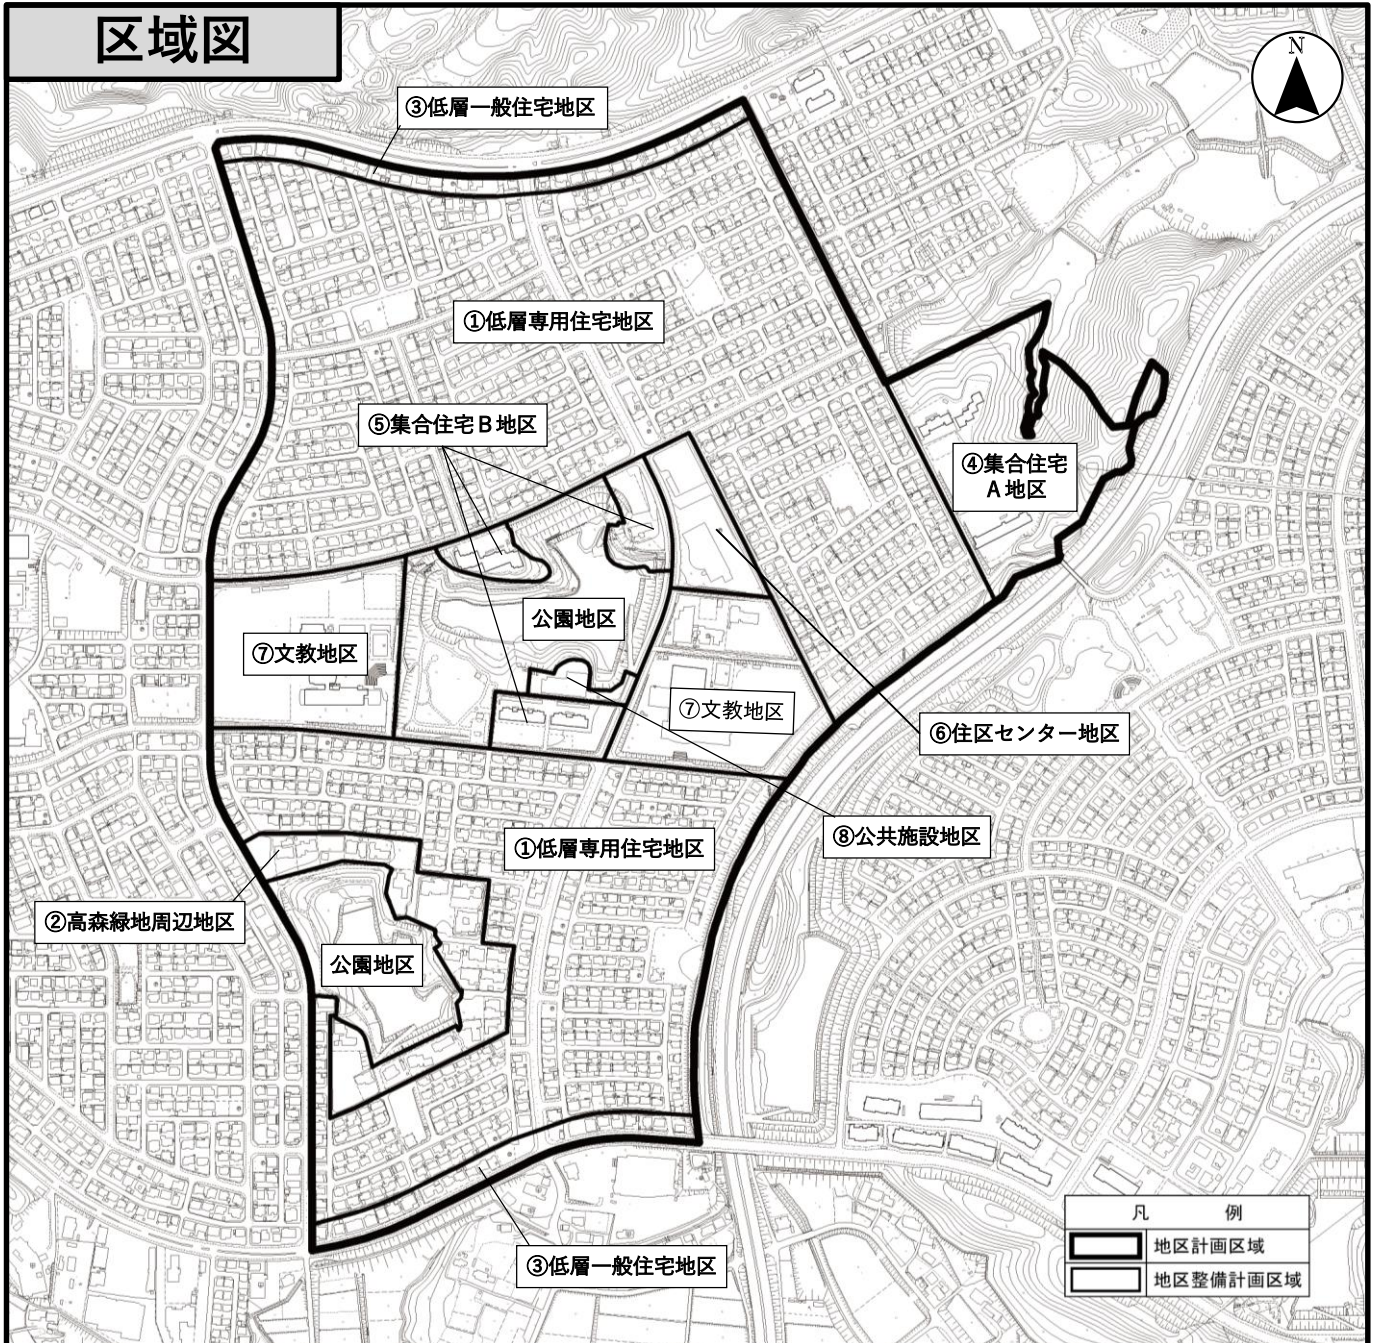 区域図
N
③低層一般住宅地区
①低層専用住宅地区
⑤集合住宅B地区
④集合住宅
A地区
公園地区
⑦文教地区
⑦文教地区
⑥住区センター地区
⑧公共施設地区
①低層専用住宅地区
②高森緑地周辺地区
公園地区
③低層一般住宅地区
凡 例
地区計画区域
地区整備計画区域